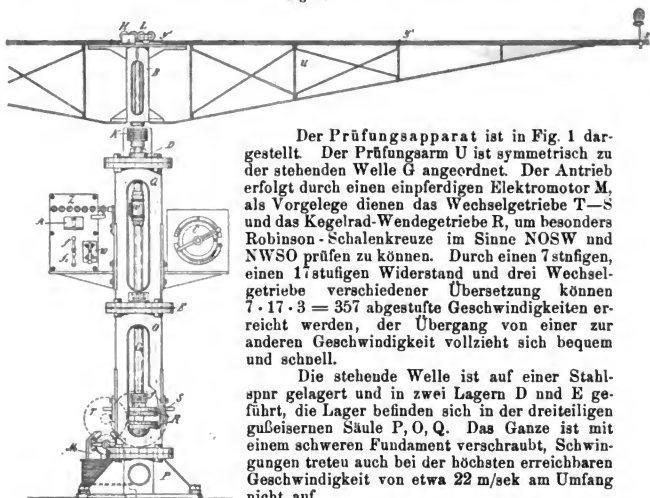 Der Prüfungsapparat ist in Fig. 1 dar-
gestellt. Der Prüfungsarm U ist symmetrisch zu
der stehenden Welle G angeordnet. Der Antrieb
erfolgt durch einen einpferdigen Elektromotor M,
als Vorgelege dienen das Wechselgetriebe T—S
und das Kegelrad-Wendegetriebe R, um besonders
Robinson-Schalenkreuze im Sinne NOSW und
NWSO prüfen zu können. Durch einen 7stufigen,
einen 17stufigen Widerstand und drei Wechsel-
getriebe verschiedener Übersetzung können
7 · 17 · 3 = 357 abgestufte Geschwindigkeiten er-
reicht werden, der Übergang von einer zur
anderen Geschwindigkeit vollzieht sich bequem
und schnell.
Die stehende Welle ist auf einer Stahl-
spur gelagert und in zwei Lagern D und E ge-
führt, die Lager befinden sich in der dreiteiligen
gußeisernen Säule P, O, Q. Das Ganze ist mit
einem schweren Fundament verschraubt, Schwin-
gungen treten auch bei der höchsten erreichbaren
Geschwindigkeit von etwa 22 m/sek am Umfang
nicht auf.
H L
B
U
K
D
Q
Z
A
E
O
S
R
T
M
P